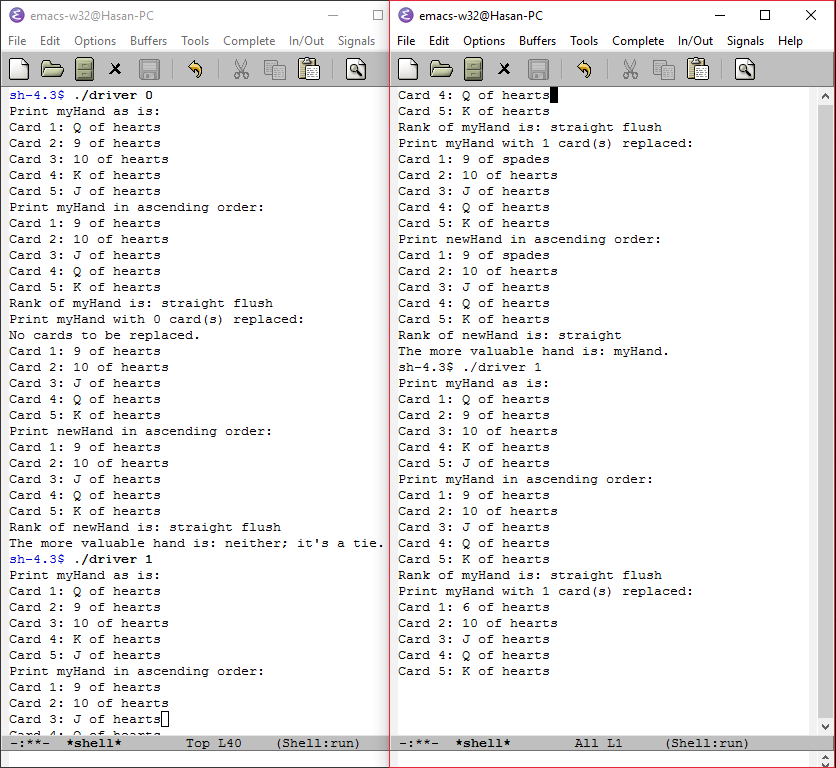 emacs-w32@Hasan-PC
File Edit Options Buffers Tools Complete In/Out Signals
sh-4.3$ ./driver 0
Print myHand as is:
Card 1: Q of hearts
Card 2: 9 of hearts
Card 3: 10 of hearts
Card 4: K of hearts
Card 5: J of hearts
Print myHand in ascending order:
Card 1: 9 of hearts
Card 2: 10 of hearts
Card 3: J of hearts
Card 4: Q of hearts
Card 5: K of hearts
Rank of myHand is: straight flush
Print myHand with 0 card(s) replaced:
No cards to be replaced.
Card 1: 9 of hearts
Card 2: 10 of hearts
Card 3: J of hearts
Card 4: Q of hearts
Card 5: K of hearts
Print newHand in ascending order:
Card 1: 9 of hearts
Card 2: 10 of hearts
Card 3: J of hearts
Card 4: Q of hearts
Card 5: K of hearts
Rank of newHand is: straight flush
The more valuable hand is: neither; it's a tie.
sh-4.3$ ./driver 1
Print myHand as is:
Card 1: Q of hearts
Card 2: 9 of hearts
Card 3: 10 of hearts
Card 4: K of hearts
Card 5: J of hearts
Print myHand in ascending order:
Card 1: 9 of hearts
Card 2: 10 of hearts
Card 3: J of hearts
Card 4: Q of hearts
-:**- *shell* Top L40 (Shell:run)
emacs-w32@Hasan-PC
File Edit Options Buffers Tools Complete In/Out Signals Help
Card 4: Q of hearts
Card 5: K of hearts
Rank of myHand is: straight flush
Print myHand with 1 card(s) replaced:
Card 1: 9 of spades
Card 2: 10 of hearts
Card 3: J of hearts
Card 4: Q of hearts
Card 5: K of hearts
Print newHand in ascending order:
Card 1: 9 of spades
Card 2: 10 of hearts
Card 3: J of hearts
Card 4: Q of hearts
Card 5: K of hearts
Rank of newHand is: straight
The more valuable hand is: myHand.
sh-4.3$ ./driver 1
Print myHand as is:
Card 1: Q of hearts
Card 2: 9 of hearts
Card 3: 10 of hearts
Card 4: K of hearts
Card 5: J of hearts
Print myHand in ascending order:
Card 1: 9 of hearts
Card 2: 10 of hearts
Card 3: J of hearts
Card 4: Q of hearts
Card 5: K of hearts
Rank of myHand is: straight flush
Print myHand with 1 card(s) replaced:
Card 1: 6 of hearts
Card 2: 10 of hearts
Card 3: J of hearts
Card 4: Q of hearts
Card 5: K of hearts
-:**- *shell* All L1 (Shell:run)